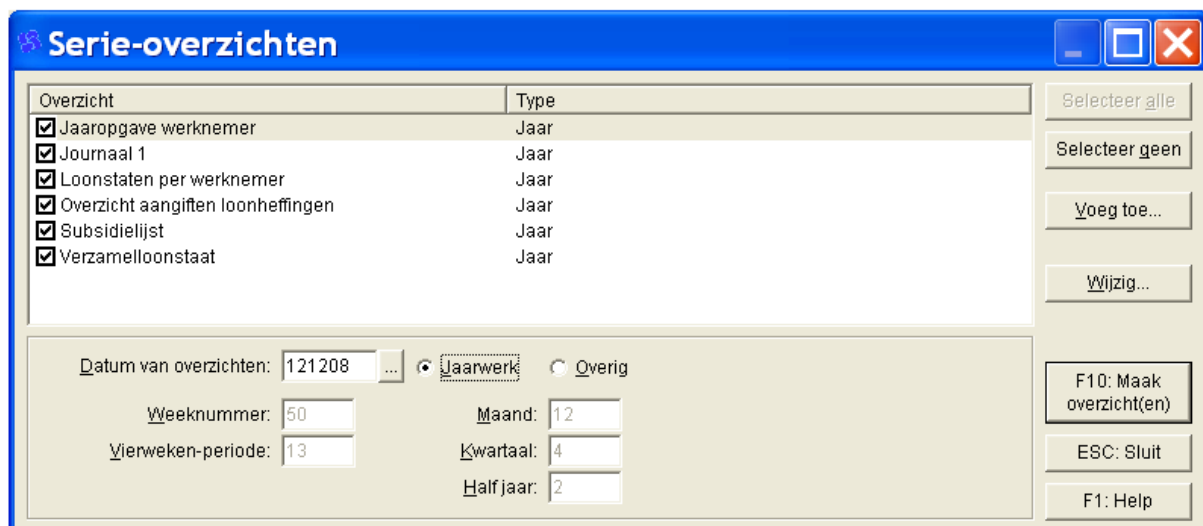 Serie-overzichten
Overzicht Type
Jaaropgave werknemer Jaar
Journaal 1 Jaar
Loonstaten per werknemer Jaar
Overzicht aangiften loonheffingen Jaar
Subsidielijst Jaar
Verzamelloonstaat Jaar
Selecteer alle
Selecteer geen
Voeg toe...
Wijzig...
Datum van overzichten: 121208 ... Jaarwerk Overig
Weeknummer: 50 Maand: 12
Vierweken-periode: 13 Kwartaal: 4
Half jaar: 2
F10: Maak
overzicht(en)
ESC: Sluit
F1: Help